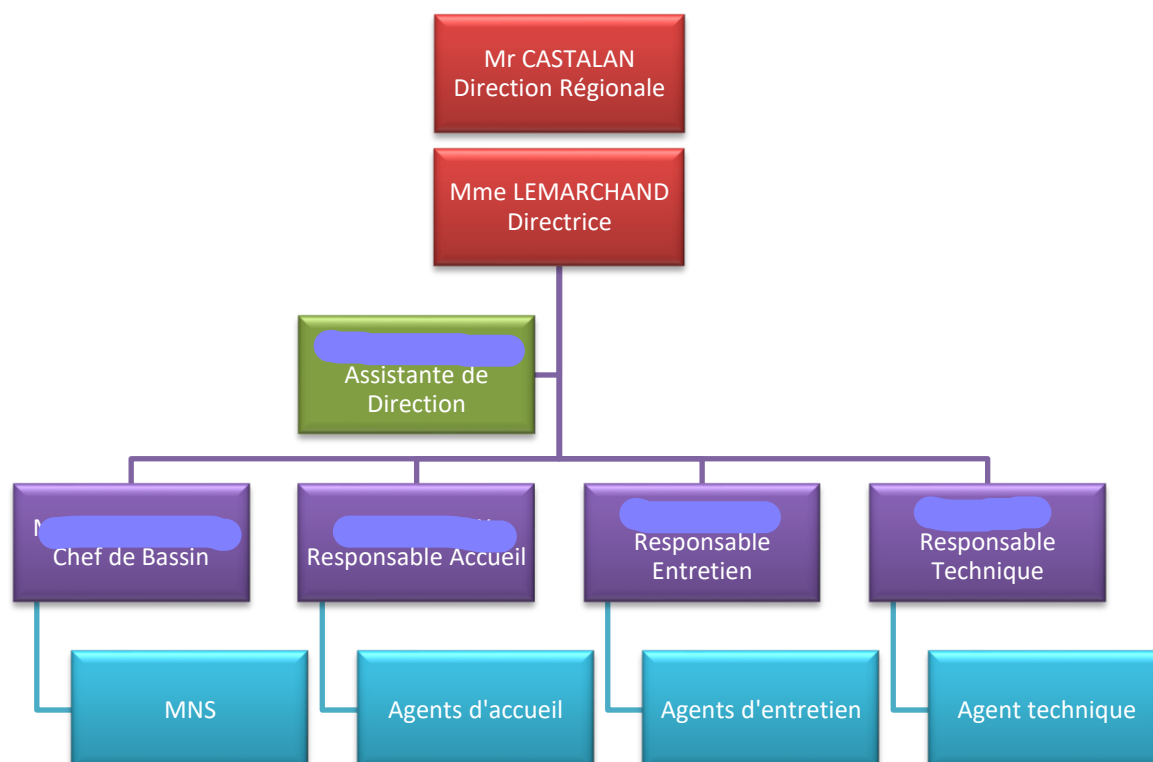 Mr CASTALAN
Direction Régionale
Mme LEMARCHAND
Directrice
Assistante de
Direction
Chef de Bassin
Responsable Accueil
Responsable
Entretien
Responsable
Technique
MNS
Agents d'accueil
Agents d'entretien
Agent technique